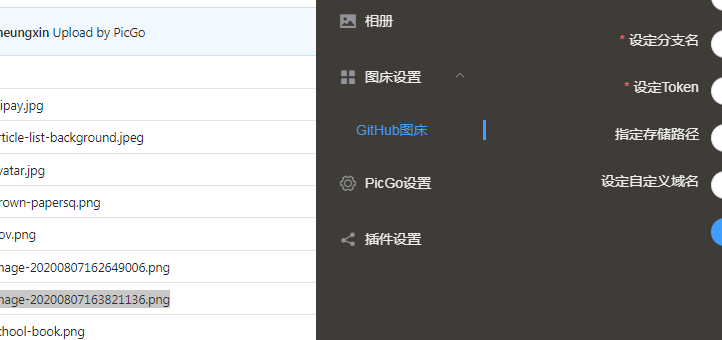 heungxin Upload by PicGo
ipay.jpg
rticle-list-background.jpeg
vatar.jpg
rown-papersq.png
ov.png
nage-20200807162649006.png
nage-20200807163821136.png
chool-book.png
相册
图床设置
GitHub图床
PicGo设置
插件设置
* 设定分支名
* 设定Token
指定存储路径
设定自定义域名